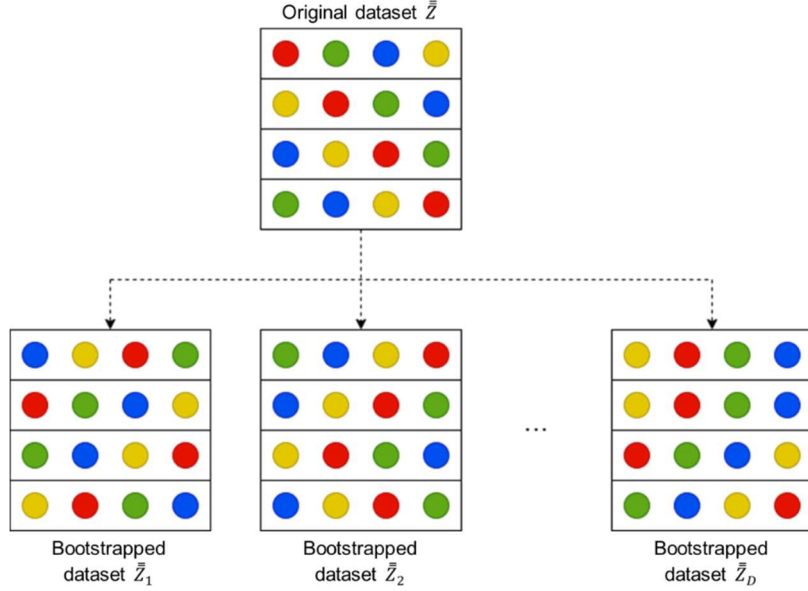 Original dataset Z̿
...
Bootstrapped
dataset Z̿₁
Bootstrapped
dataset Z̿₂
Bootstrapped
dataset Z̿_D